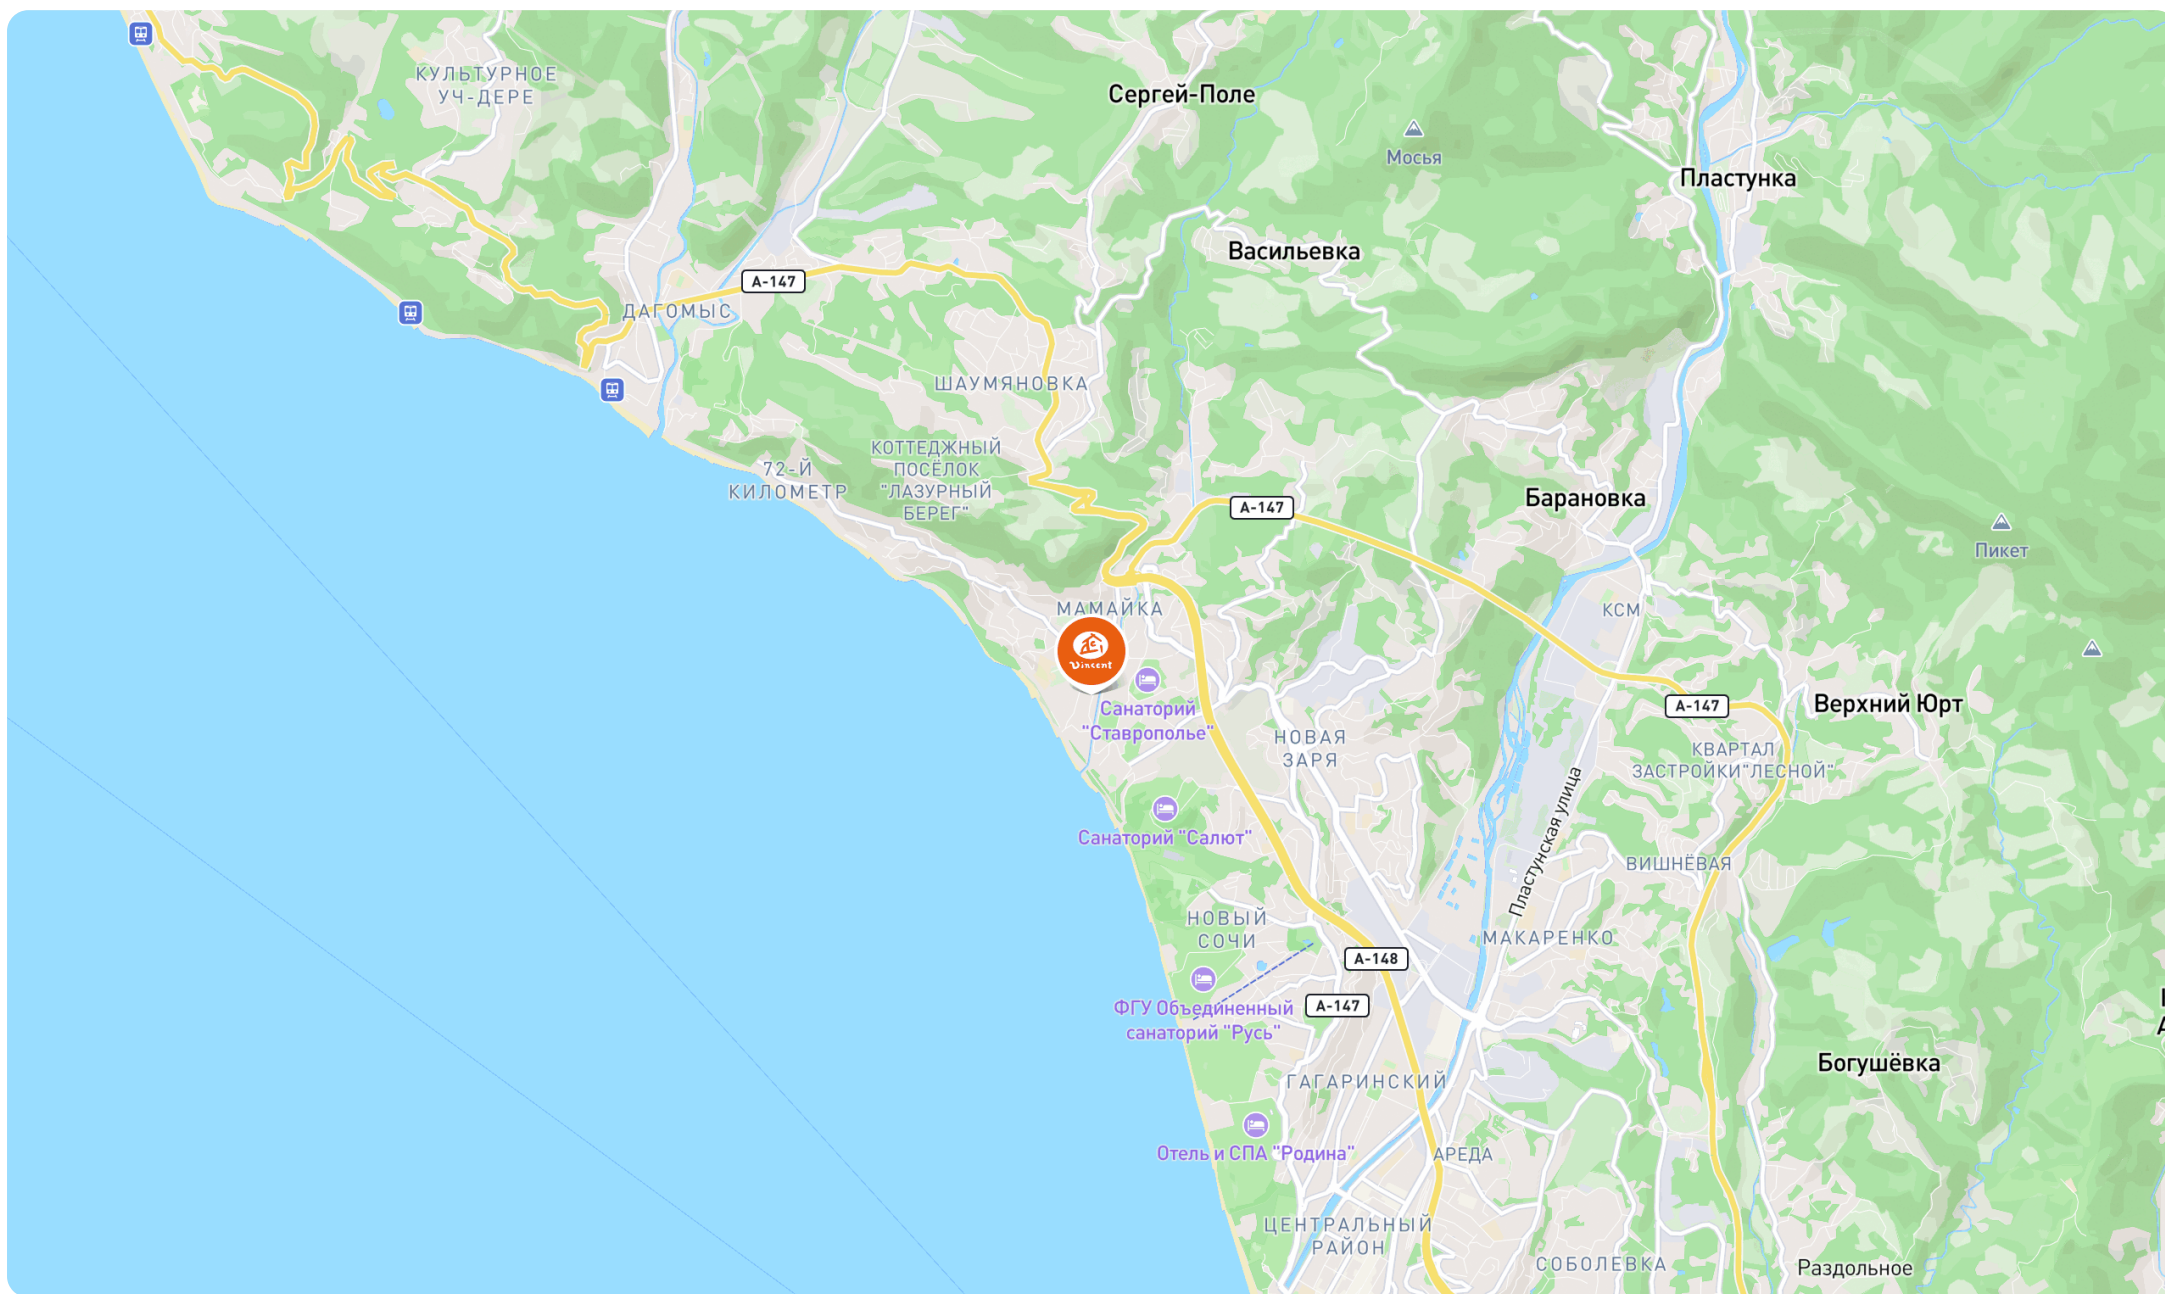 КУЛЬТУРНОЕ
УЧ-ДЕРЕ
Сергей-Поле
Мосья
Пластунка
Васильевка
А-147
ДАГОМЫС
ШАУМЯНОВКА
КОТТЕДЖНЫЙ
ПОСЁЛОК
"ЛАЗУРНЫЙ
БЕРЕГ"
72-Й
КИЛОМЕТР
А-147
Барановка
Пикет
МАМАЙКА
КСМ
Vincent
Санаторий
"Ставрополье"
А-147
Верхний Юрт
НОВАЯ
ЗАРЯ
КВАРТАЛ
ЗАСТРОЙКИ"ЛЕСНОЙ"
Пластунская улица
Санаторий "Салют"
ВИШНЁВАЯ
НОВЫЙ
СОЧИ
МАКАРЕНКО
А-148
ФГУ Объединенный
санаторий "Русь"
А-147
Богушёвка
ГАГАРИНСКИЙ
Отель и СПА "Родина"
АРЕДА
ЦЕНТРАЛЬНЫЙ
РАЙОН
СОБОЛЕВКА
Раздольное